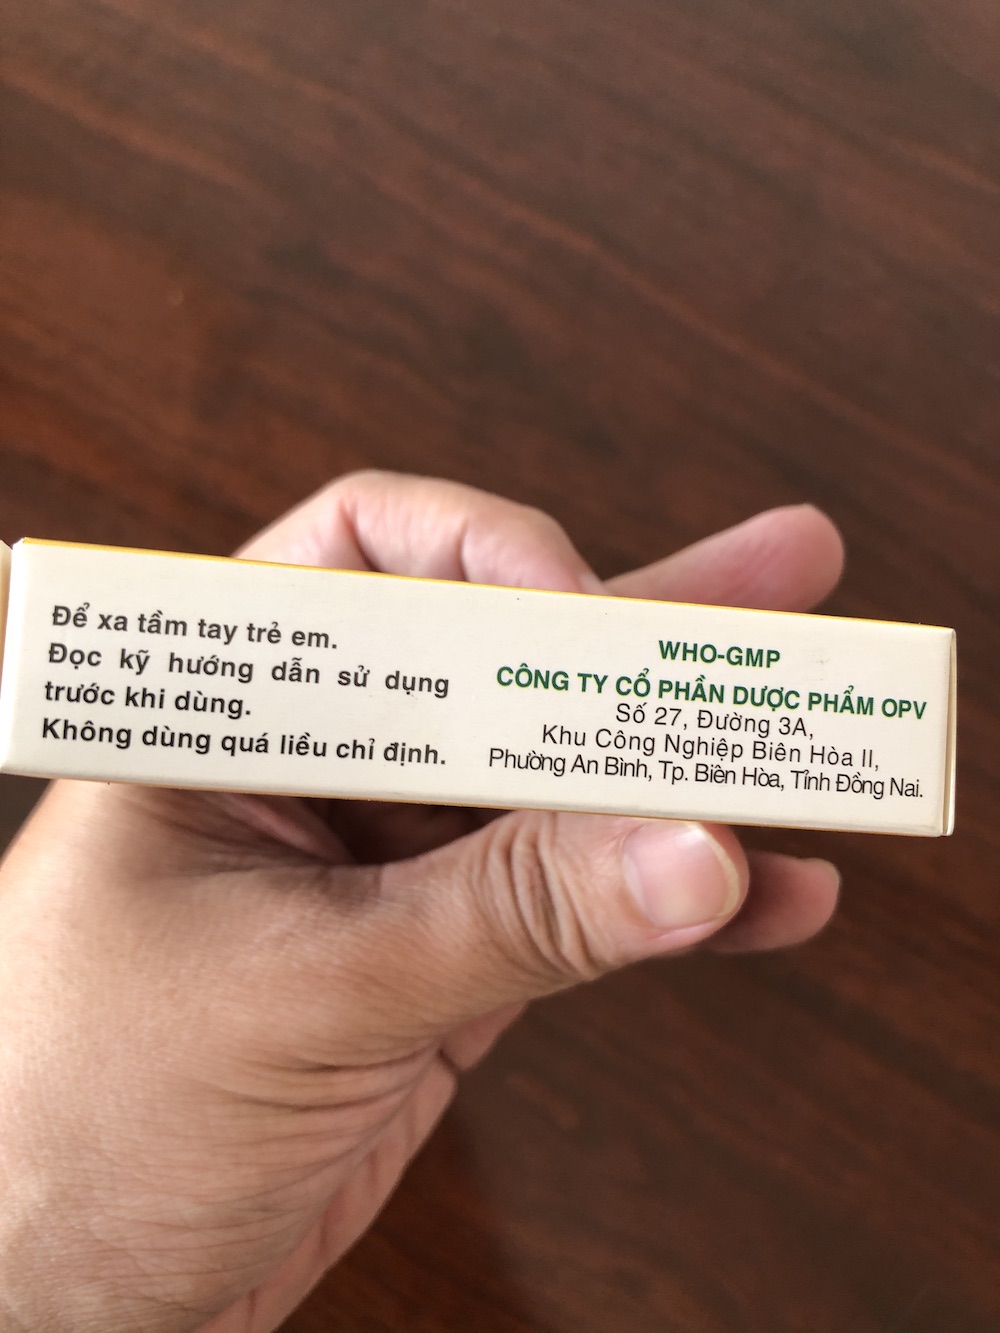 Để xa tầm tay trẻ em.
Đọc kỹ hướng dẫn sử dụng
trước khi dùng.
Không dùng quá liều chỉ định.
WHO-GMP
CÔNG TY CỔ PHẦN DƯỢC PHẨM OPV
Số 27, Đường 3A,
Khu Công Nghiệp Biên Hòa II,
Phường An Bình, Tp. Biên Hòa, Tỉnh Đồng Nai.